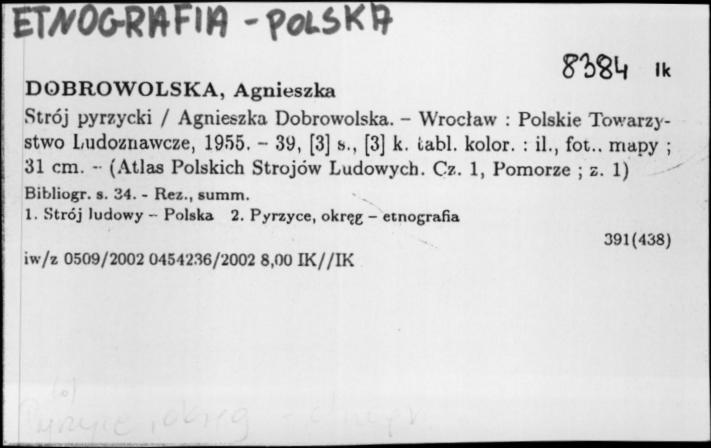 ETNOGRAFIA - POLSKA
8384 Ik
DOBROWOLSKA, Agnieszka
Strój pyrzycki / Agnieszka Dobrowolska. - Wrocław : Polskie Towarzy-
stwo Ludoznawcze, 1955. - 39, [3] s., [3] k. tabl. kolor. : il., fot.. mapy ;
31 cm. - (Atlas Polskich Strojów Ludowych. Cz. 1, Pomorze ; z. 1)
Bibliogr. s. 34. - Rez., summ.
1. Strój ludowy - Polska 2. Pyrzyce, okręg - etnografia
391(438)
iw/z 0509/2002 0454236/2002 8,00 IK//IK
Pyrzyce, okręg